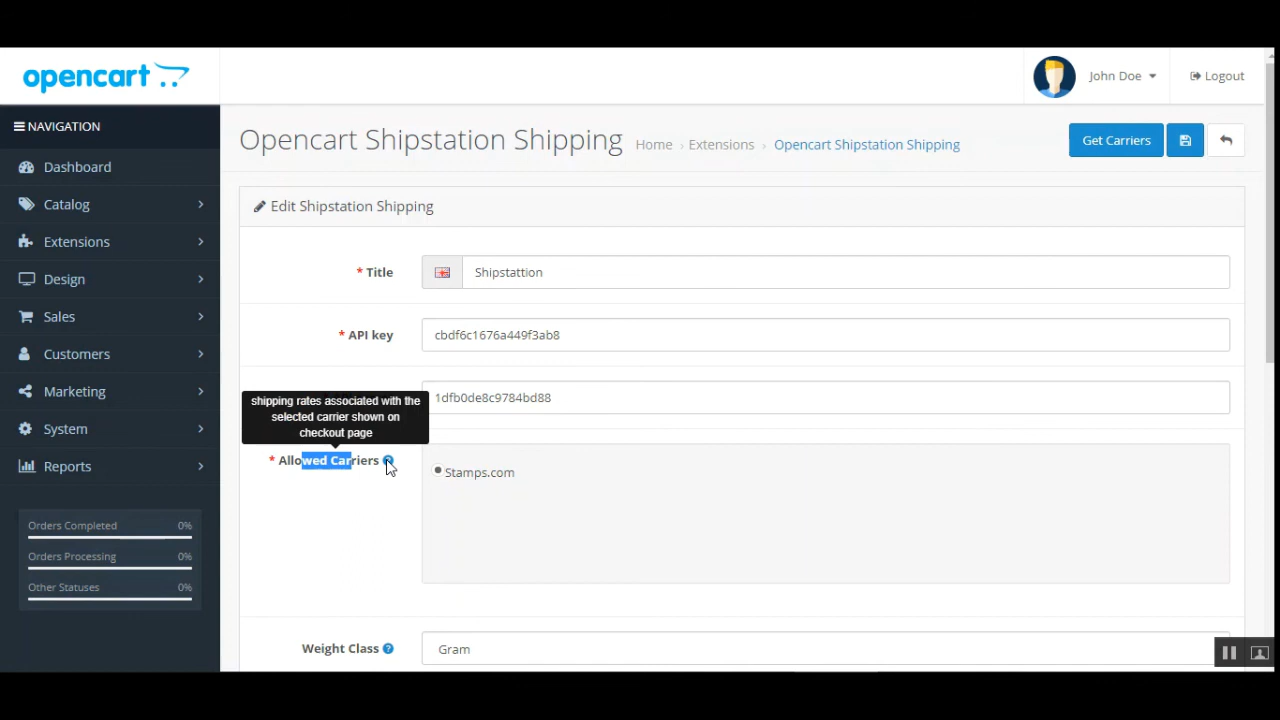 opencart
John Doe
Logout
NAVIGATION
Opencart Shipstation Shipping
Home › Extensions › Opencart Shipstation Shipping
Get Carriers
Dashboard
Catalog
Extensions
Design
Sales
Customers
Marketing
System
Reports
Orders Completed 0%
Orders Processing 0%
Other Statuses 0%
Edit Shipstation Shipping
* Title
Shipstattion
* API key
cbdf6c1676a449f3ab8
1dfb0de8c9784bd88
shipping rates associated with the
selected carrier shown on
checkout page
* Allowed Carriers
Stamps.com
Weight Class ?
Gram